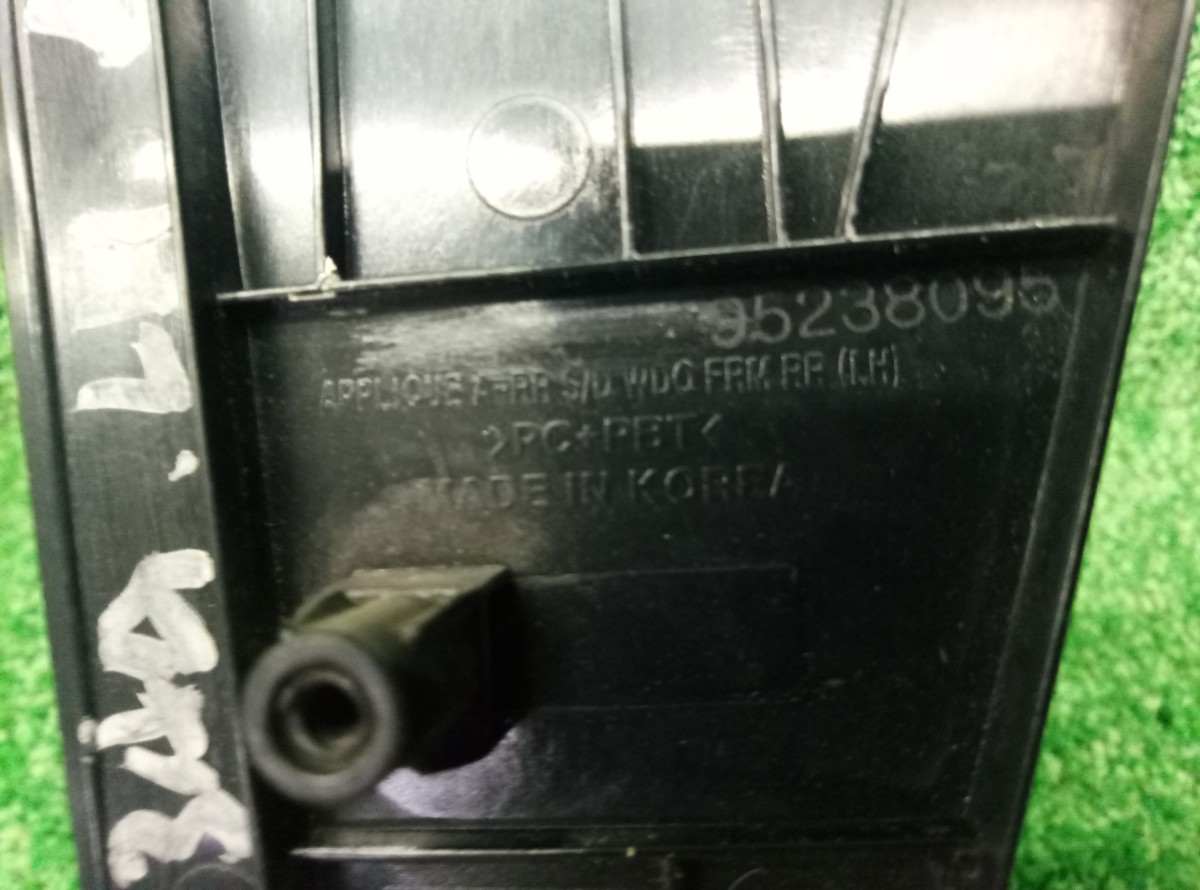 95238095
APPLIQUE A-RR S/D WDO FRM RR (LH)
>PC+PBT<
MADE IN KOREA